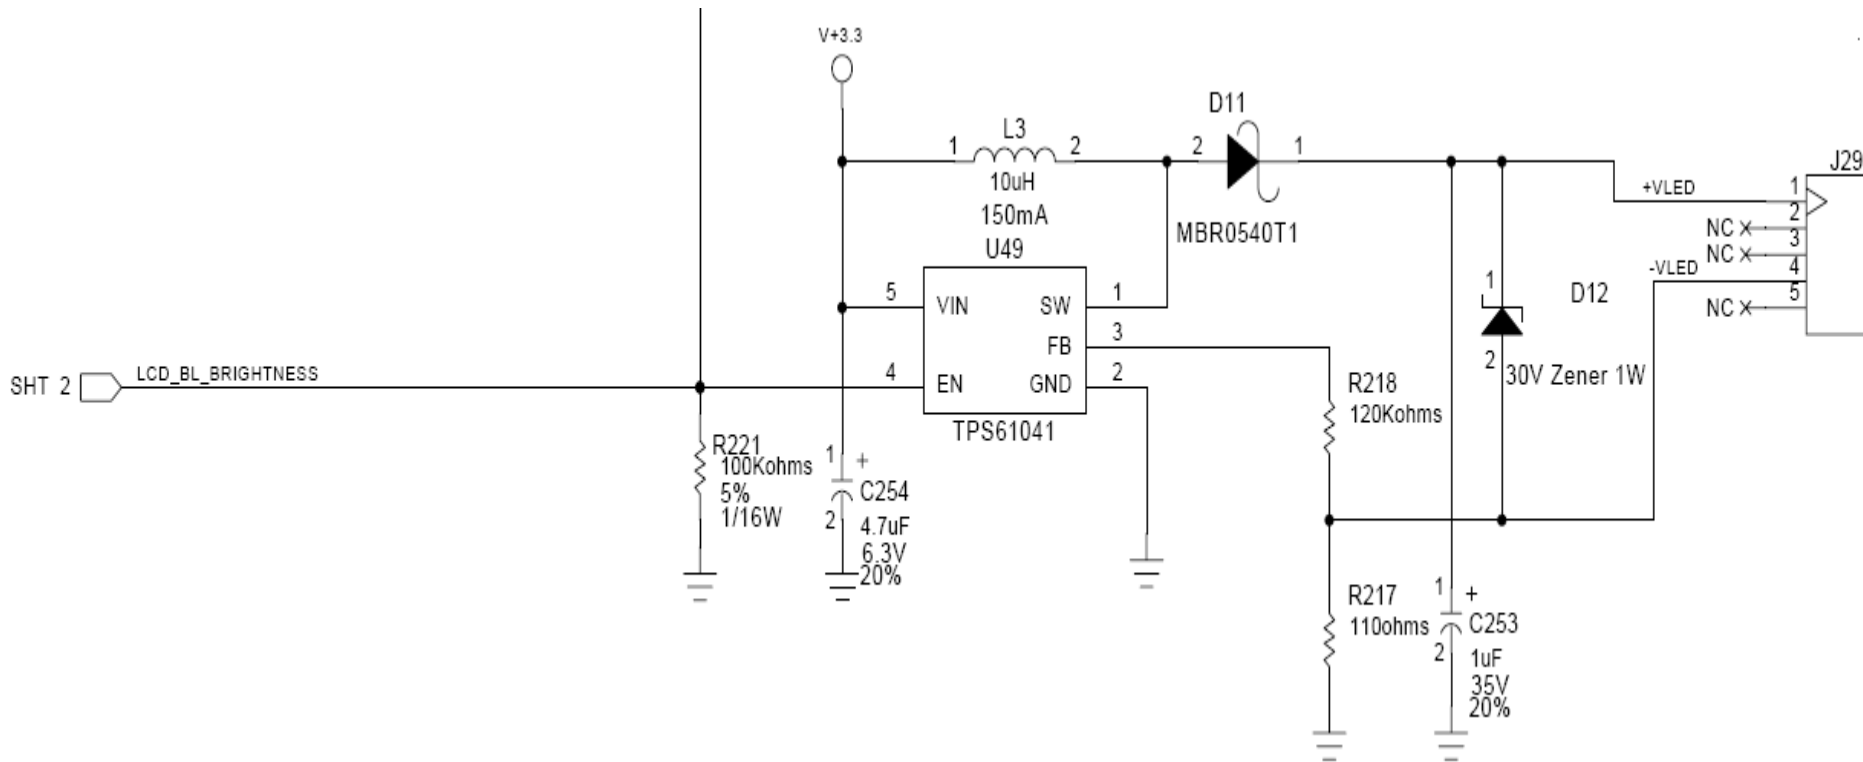 V+3.3
D11
L3
1
2
2
1
10uH
150mA
MBR0540T1
U49
J29
+VLED
1
2
NC
3
NC
4
-VLED
5
NC
5
VIN
SW
1
FB
3
4
EN
GND
2
TPS61041
SHT 2
LCD_BL_BRIGHTNESS
1
D12
2
30V Zener 1W
R218
120Kohms
R221
100Kohms
5%
1/16W
1
+
C254
2
4.7uF
6.3V
20%
R217
110ohms
1
+
C253
2
1uF
35V
20%